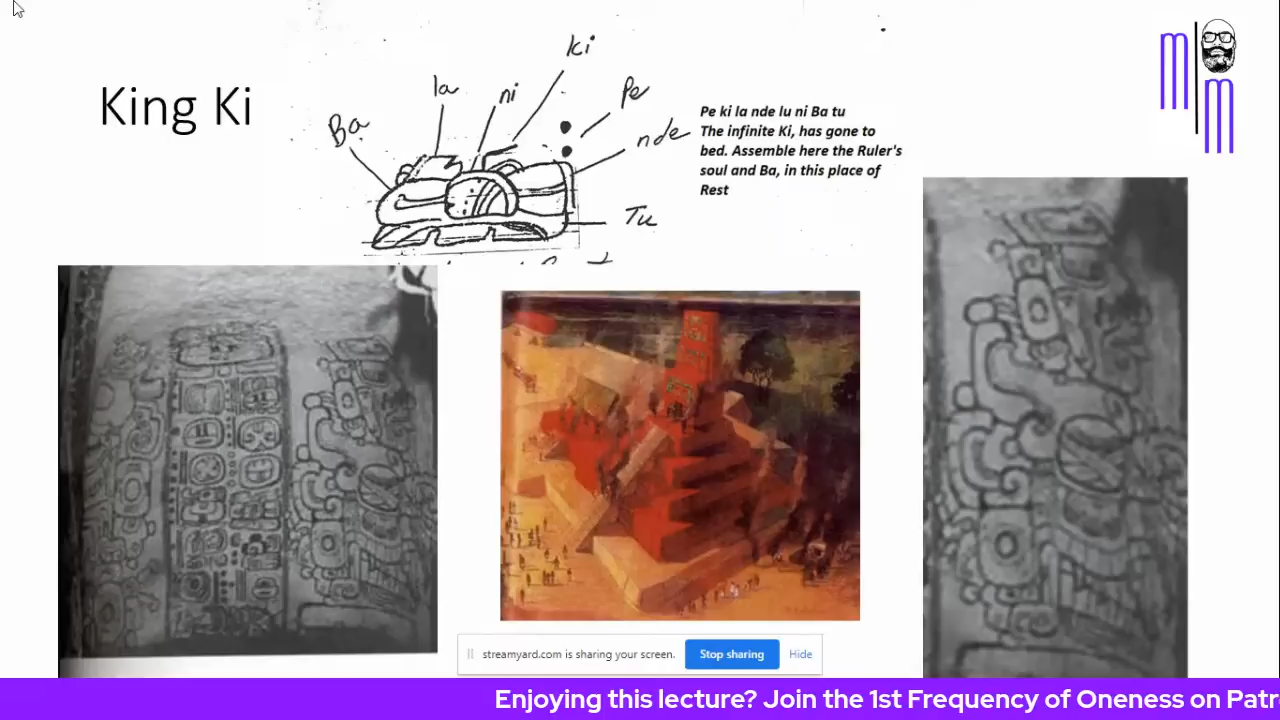 King Ki
Ba
la
ni
ki
Pe
nde
Tu
Pe ki la nde lu ni Ba tu
The infinite Ki, has gone to
bed. Assemble here the Ruler's
soul and Ba, in this place of
Rest
m
m
streamyard.com is sharing your screen.
Stop sharing
Hide
Enjoying this lecture? Join the 1st Frequency of Oneness on Patr